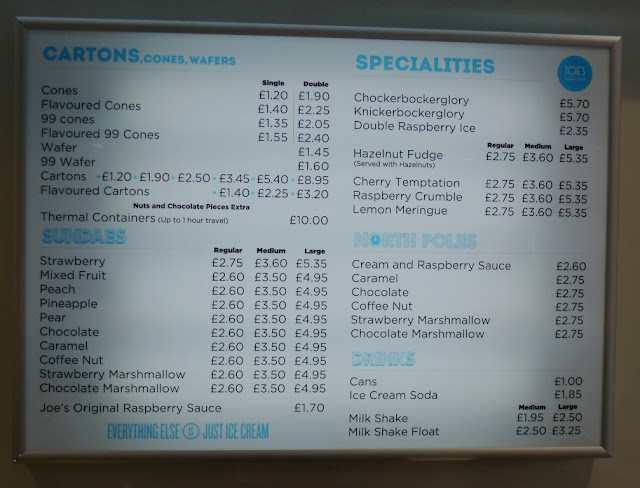 CARTONS, CONES, WAFERS
Single Double
Cones £1.20 £1.90
Flavoured Cones £1.40 £2.25
99 cones £1.35 £2.05
Flavoured 99 Cones £1.55 £2.40
Wafer £1.45
99 Wafer £1.60
Cartons •£1.20 •£1.90 •£2.50 •£3.45 •£5.40 •£8.95
Flavoured Cartons •£1.40 •£2.25 •£3.20
Nuts and Chocolate Pieces Extra
Thermal Containers (Up to 1 hour travel) £10.00
SUNDAES
Regular Medium Large
Strawberry £2.75 £3.60 £5.35
Mixed Fruit £2.60 £3.50 £4.95
Peach £2.60 £3.50 £4.95
Pineapple £2.60 £3.50 £4.95
Pear £2.60 £3.50 £4.95
Chocolate £2.60 £3.50 £4.95
Caramel £2.60 £3.50 £4.95
Coffee Nut £2.60 £3.50 £4.95
Strawberry Marshmallow £2.60 £3.50 £4.95
Chocolate Marshmallow £2.60 £3.50 £4.95
Joe's Original Raspberry Sauce £1.70
EVERYTHING ELSE IS JUST ICE CREAM
SPECIALITIES
JOE'S
Chockerbockerglory £5.70
Knickerbockerglory £5.70
Double Raspberry Ice £2.35
Regular Medium Large
Hazelnut Fudge £2.75 £3.60 £5.35
(Served with Hazelnuts)
Cherry Temptation £2.75 £3.60 £5.35
Raspberry Crumble £2.75 £3.60 £5.35
Lemon Meringue £2.75 £3.60 £5.35
NORTH POLES
Cream and Raspberry Sauce £2.60
Caramel £2.75
Chocolate £2.75
Coffee Nut £2.75
Strawberry Marshmallow £2.75
Chocolate Marshmallow £2.75
DRINKS
Cans £1.00
Ice Cream Soda £1.85
Medium Large
Milk Shake £1.95 £2.50
Milk Shake Float £2.50 £3.25